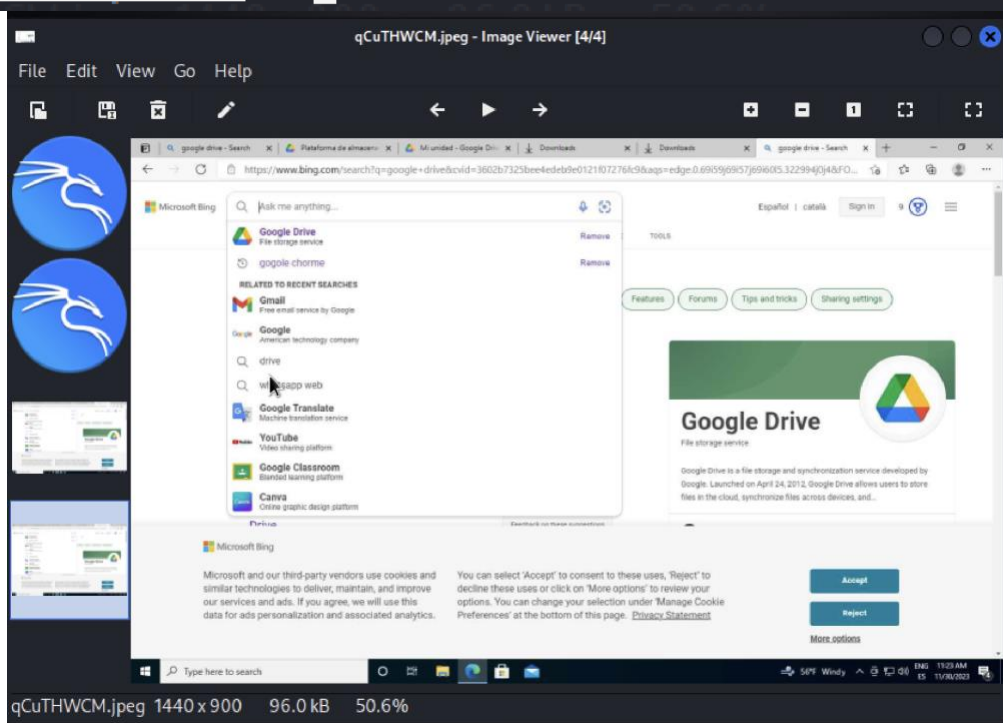 qCuTHWCM.jpeg - Image Viewer [4/4]
File Edit View Go Help
google drive - Search
Plataforma de almacena
Mi unidad - Google Driv
Downloads
Downloads
google drive - Search
Microsoft Bing
Ask me anything...
Español | català
Sign in
9
Google Drive
File storage service
Remove
TOOLS
gogole chorme
Remove
RELATED TO RECENT SEARCHES
Gmail
Free email service by Google
Features
Forums
Tips and tricks
Sharing settings
Google
Google
American technology company
drive
whatsapp web
Google Translate
Machine translation service
YouTube
YouTube
Video sharing platform
Google Classroom
Blended learning platform
Canva
Online graphic design platform
Google Drive
File storage service
Google Drive is a file storage and synchronization service developed by
Google. Launched on April 24, 2012, Google Drive allows users to store
files in the cloud, synchronize files across devices, and...
Drive
Feedback on these suggestions
Microsoft Bing
Microsoft and our third-party vendors use cookies and
similar technologies to deliver, maintain, and improve
our services and ads. If you agree, we will use this
data for ads personalization and associated analytics.
You can select 'Accept' to consent to these uses, 'Reject' to
decline these uses or click on 'More options' to review your
options. You can change your selection under 'Manage Cookie
Preferences' at the bottom of this page. Privacy Statement
Accept
Reject
More options
Type here to search
56°F Windy
ENG
ES
11:23 AM
11/30/2023
qCuTHWCM.jpeg 1440 x 900 96.0 kB 50.6%